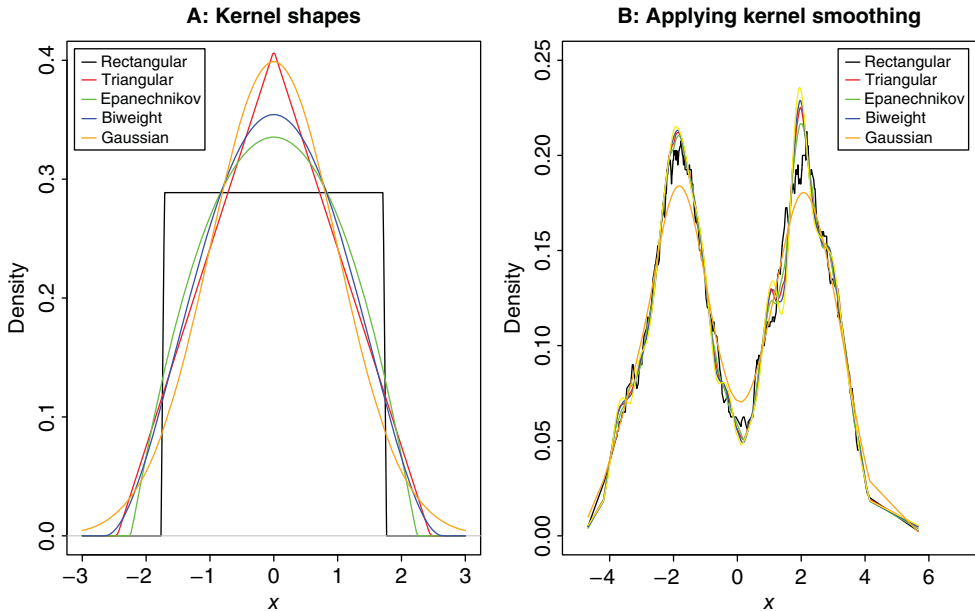 A: Kernel shapes
Rectangular
Triangular
Epanechnikov
Biweight
Gaussian
Density
0.4
0.3
0.2
0.1
0.0
−3 −2 −1 0 1 2 3
x
B: Applying kernel smoothing
Rectangular
Triangular
Epanechnikov
Biweight
Gaussian
Density
0.25
0.20
0.15
0.10
0.05
0.00
−4 −2 0 2 4 6
x